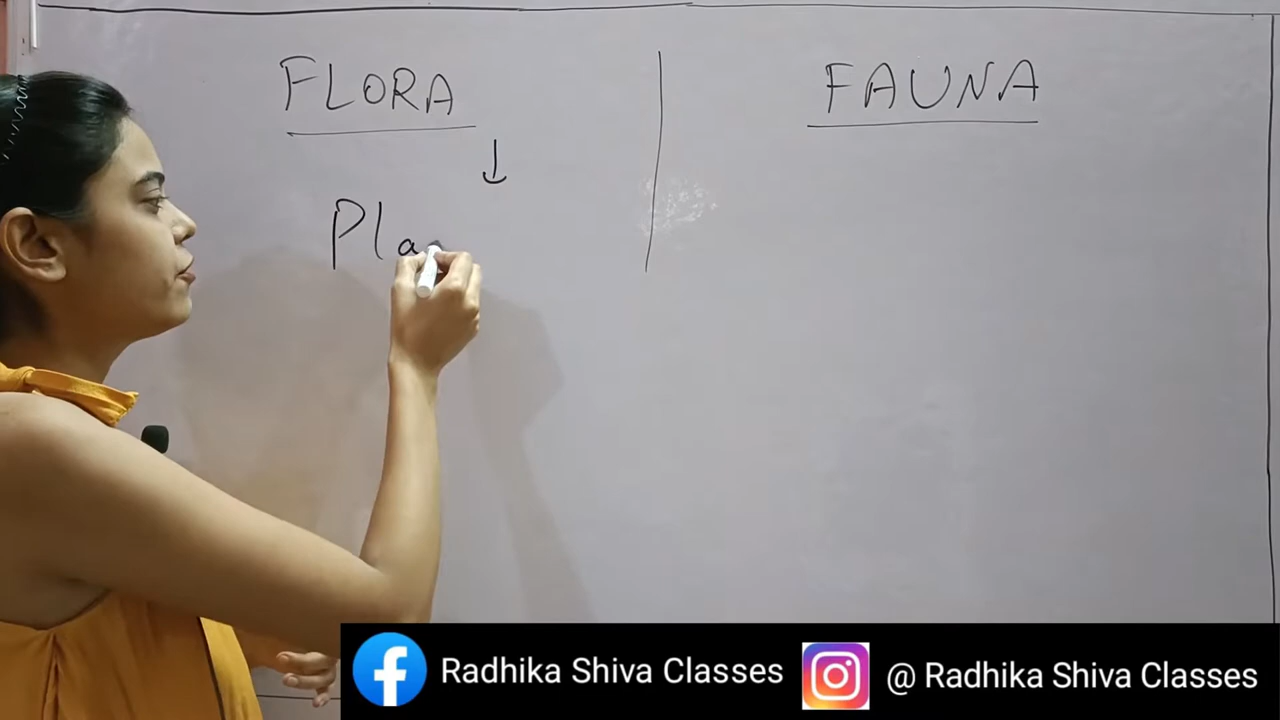 FLORA
FAUNA
Pla
Radhika Shiva Classes
@ Radhika Shiva Classes